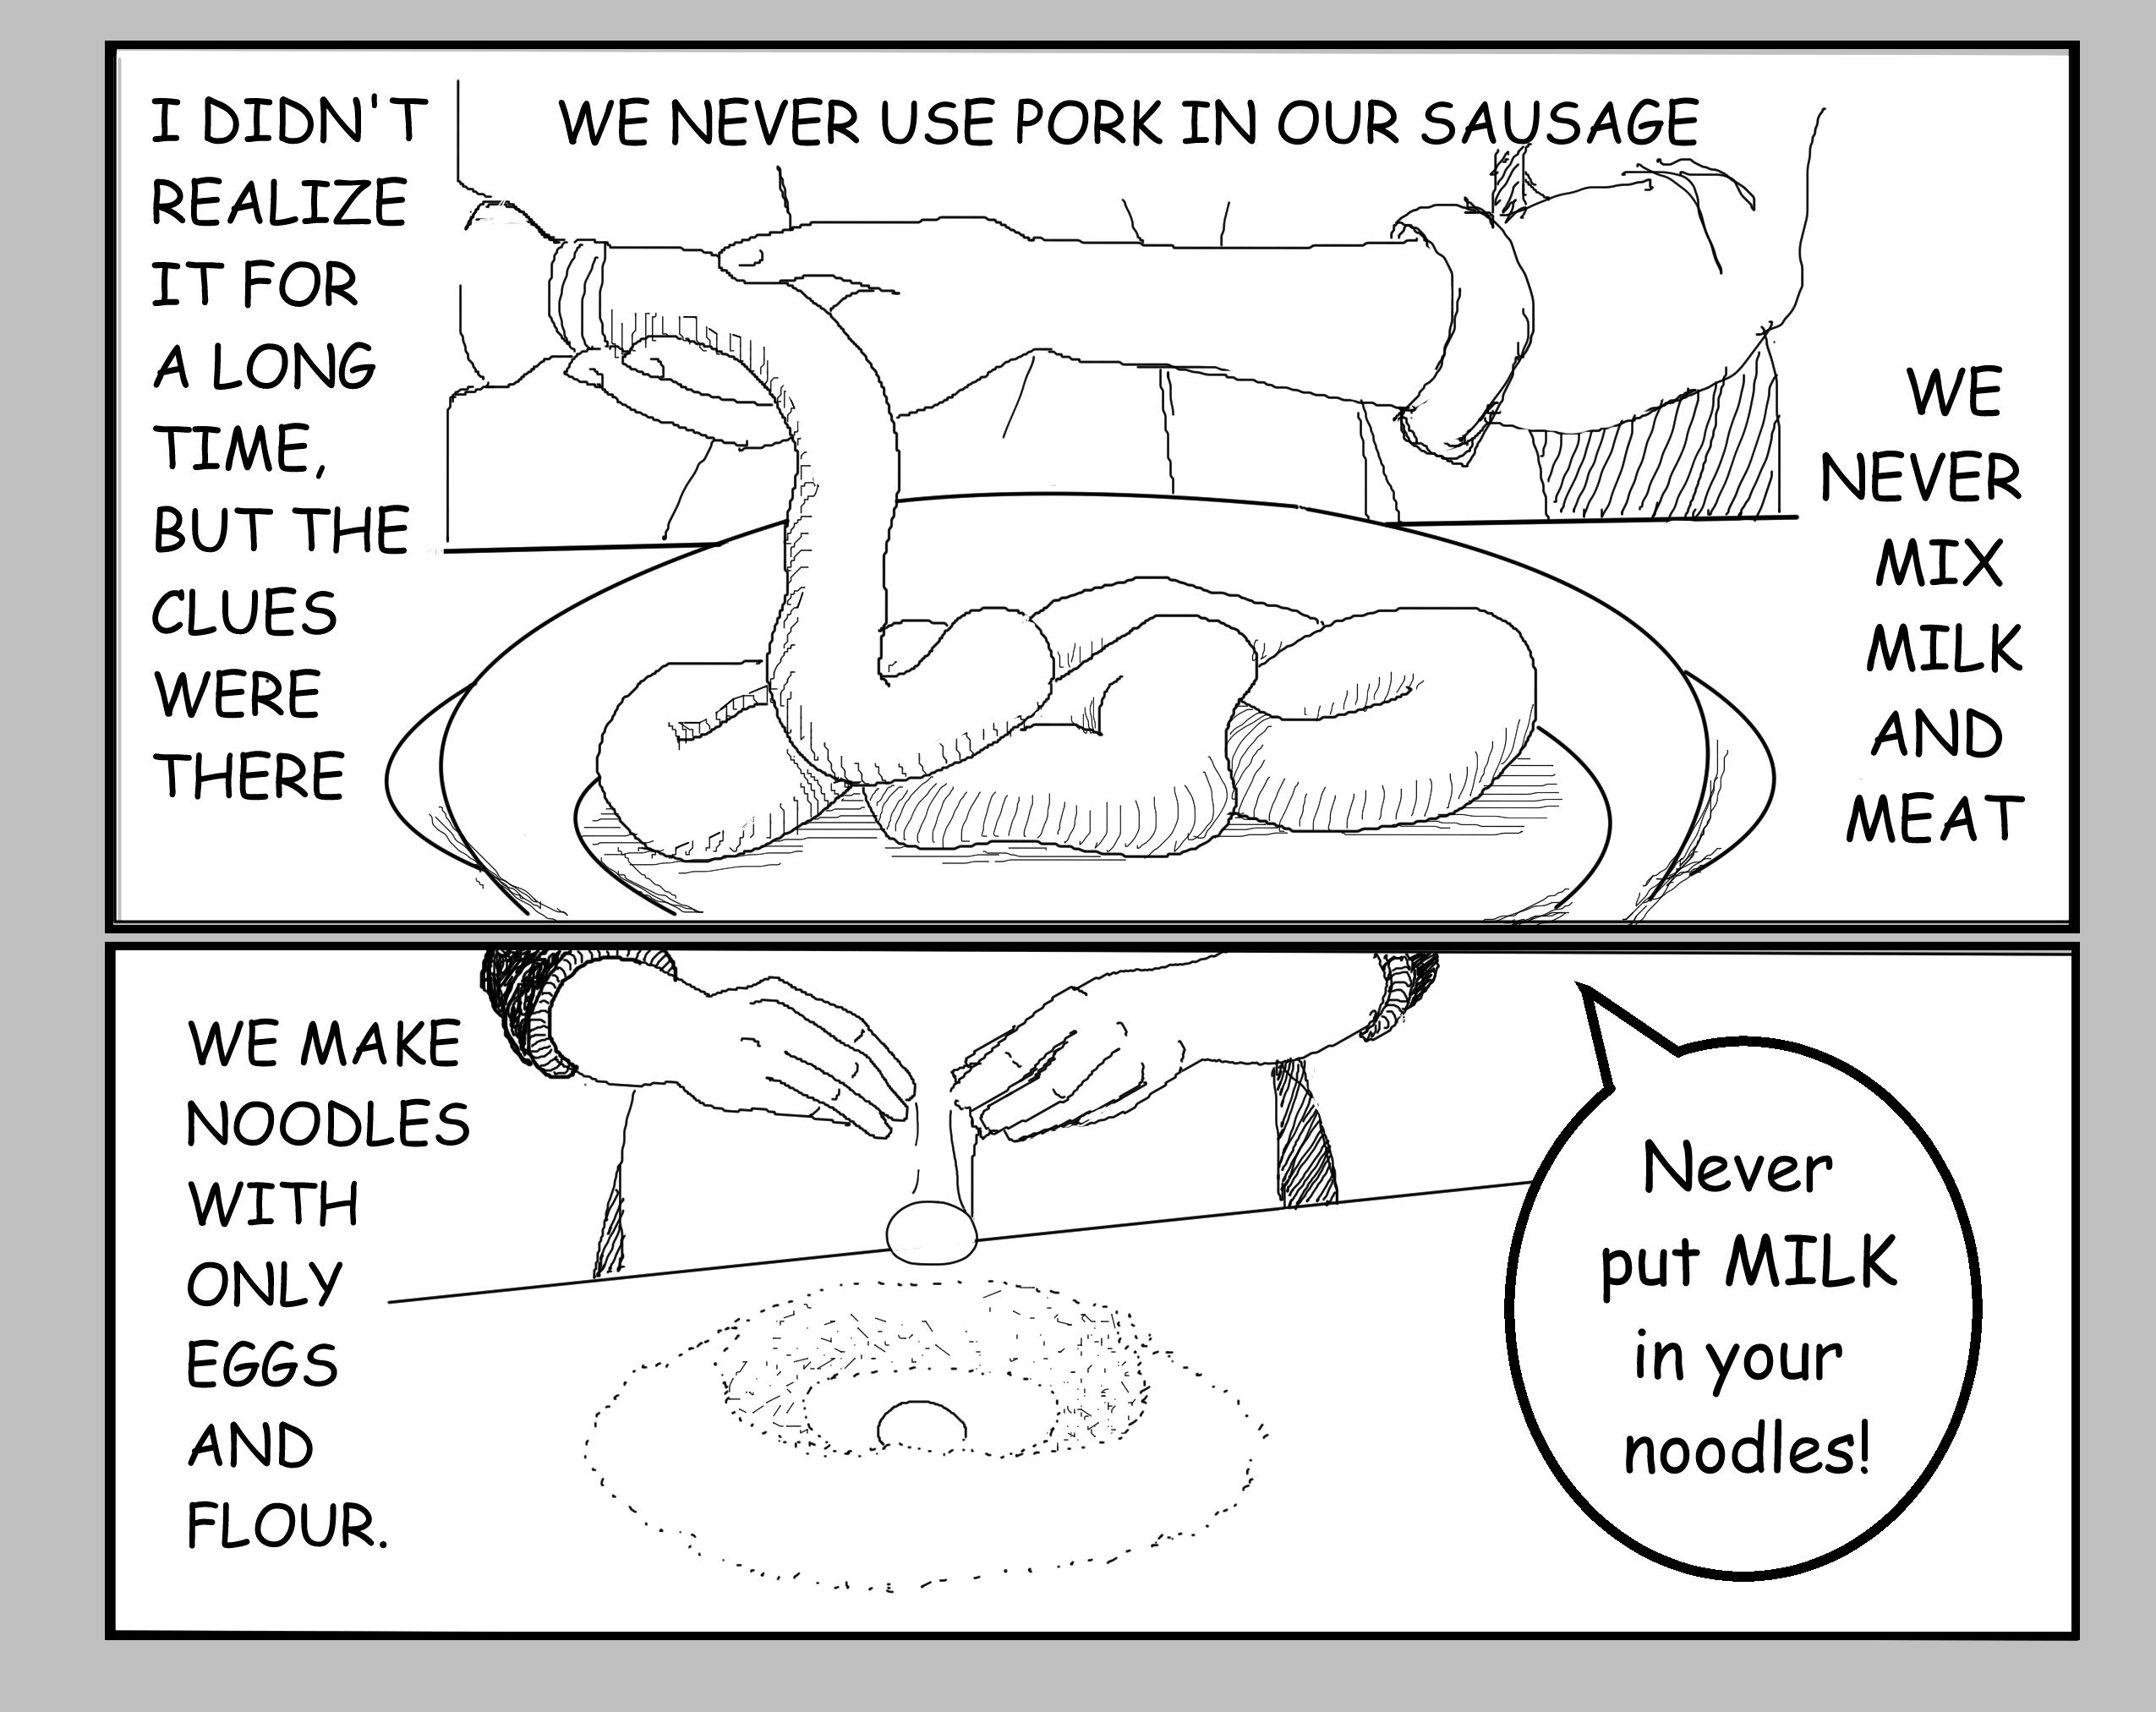 I DIDN'T
REALIZE
IT FOR
A LONG
TIME,
BUT THE
CLUES
WERE
THERE
WE NEVER USE PORK IN OUR SAUSAGE
WE
NEVER
MIX
MILK
AND
MEAT
WE MAKE
NOODLES
WITH
ONLY
EGGS
AND
FLOUR.
Never
put MILK
in your
noodles!